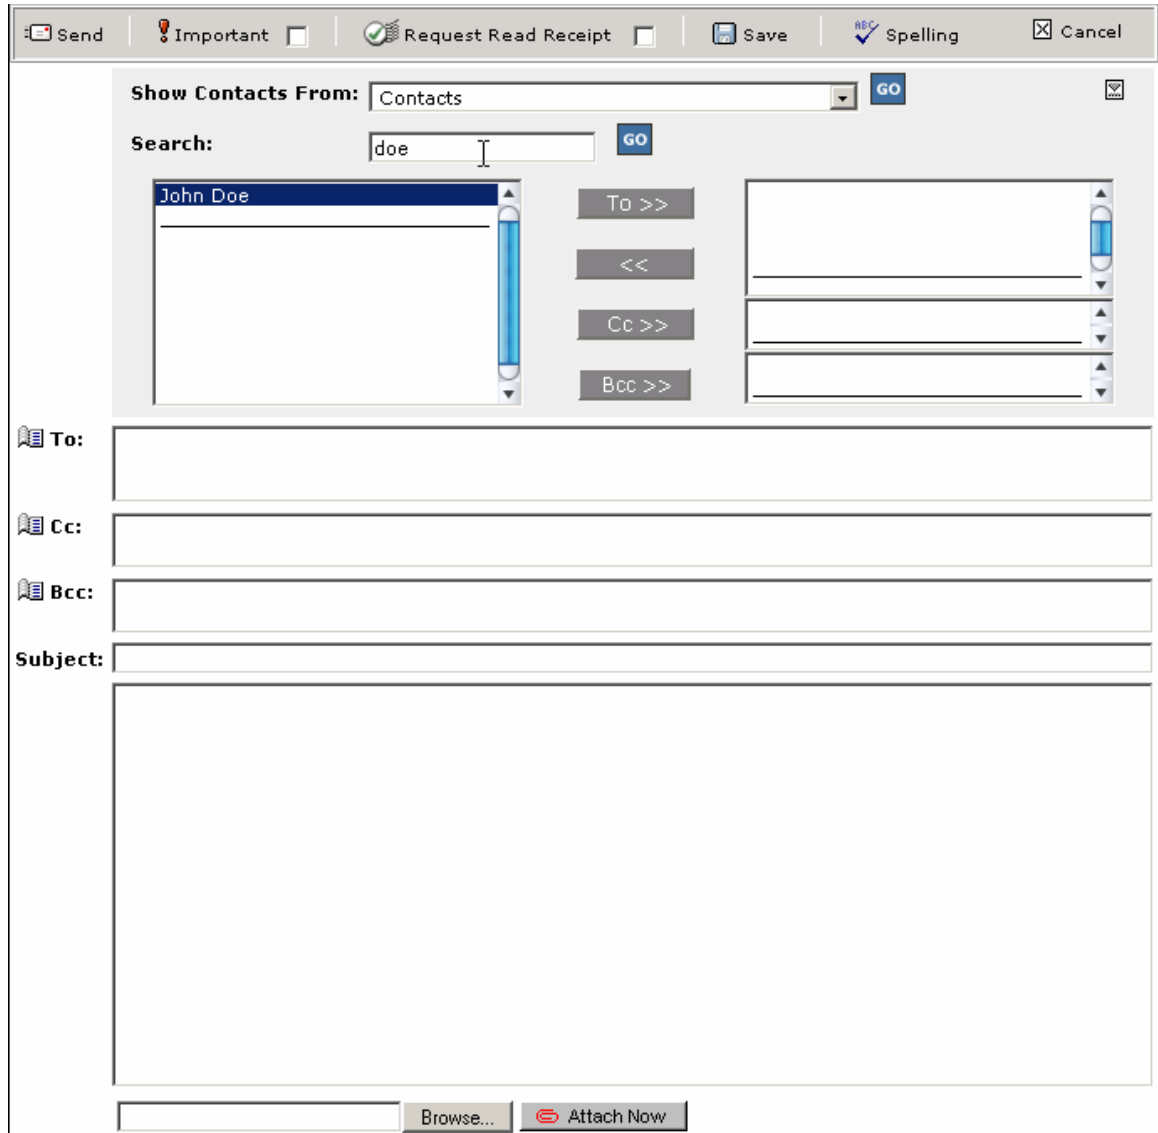 Send Important Request Read Receipt Save ABC Spelling Cancel
Show Contacts From: Contacts GO
Search: doe GO
John Doe
To >>
<<
Cc >>
Bcc >>
To:
Cc:
Bcc:
Subject:
Browse... Attach Now